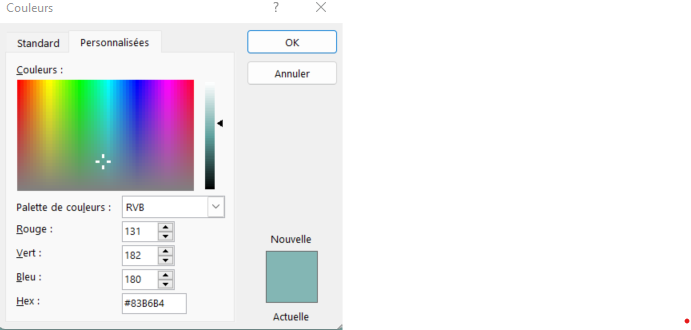 Couleurs ?
Standard Personnalisées
OK
Annuler
Couleurs :
Palette de couleurs : RVB
Rouge : 131
Vert : 182
Bleu : 180
Hex : #83B6B4
Nouvelle
Actuelle